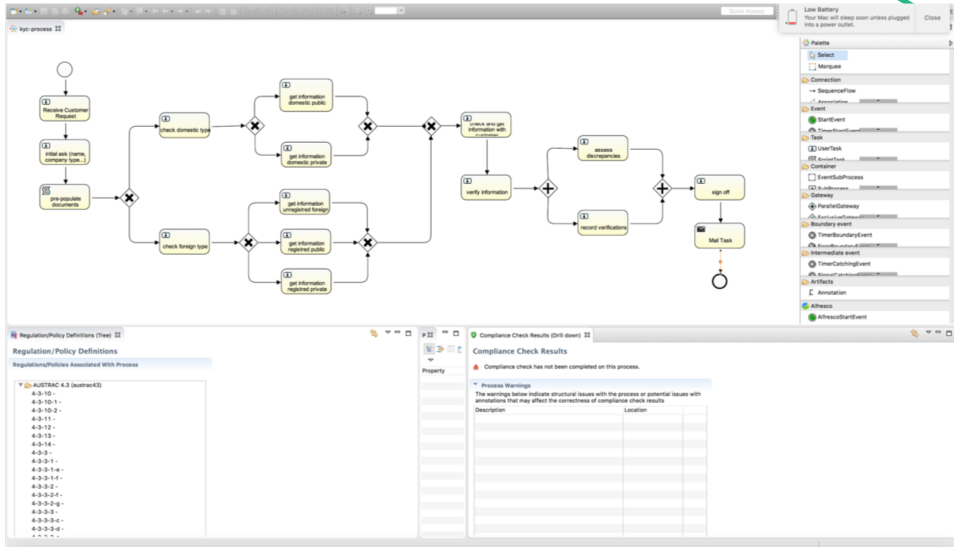 Quick Access
Low Battery
Your Mac will sleep soon unless plugged
into a power outlet.
Close
kyc-process
Receive Customer
Request
initial ask (name,
company type...)
pre-populate
documents
check domestic type
check foreign type
get information
domestic public
get information
domestic private
get information
unregistred foreign
get information
registred public
get information
registred private
check and get
information with
customer
verify information
assess
discrepancies
record verifications
sign off
Mail Task
Palette
Select
Marquee
Connection
SequenceFlow
Association
Event
StartEvent
TimerStartEvent
Task
UserTask
ScriptTask
Container
EventSubProcess
SubProcess
Gateway
ParallelGateway
ExclusiveGateway
Boundary event
TimerBoundaryEvent
ErrorBoundaryEvent
Intermediate event
TimerCatchingEvent
SignalCatchingEvent
Artifacts
Annotation
Alfresco
AlfrescoStartEvent
Regulation/Policy Definitions (Tree)
Regulation/Policy Definitions
Regulations/Policies Associated With Process
AUSTRAC 4.3 (austrac43)
4-3-10 -
4-3-10-1 -
4-3-10-2 -
4-3-11 -
4-3-12 -
4-3-13 -
4-3-14 -
4-3-3 -
4-3-3-1 -
4-3-3-1-e -
4-3-3-1-f -
4-3-3-2 -
4-3-3-2-f -
4-3-3-2-g -
4-3-3-3 -
4-3-3-3-c -
4-3-3-3-d -
P
Property
Compliance Check Results (Drill down)
Compliance Check Results
Compliance check has not been completed on this process.
Process Warnings
The warnings below indicate structural issues with the process or potential issues with
annotations that may affect the correctness of compliance check results
Description Location